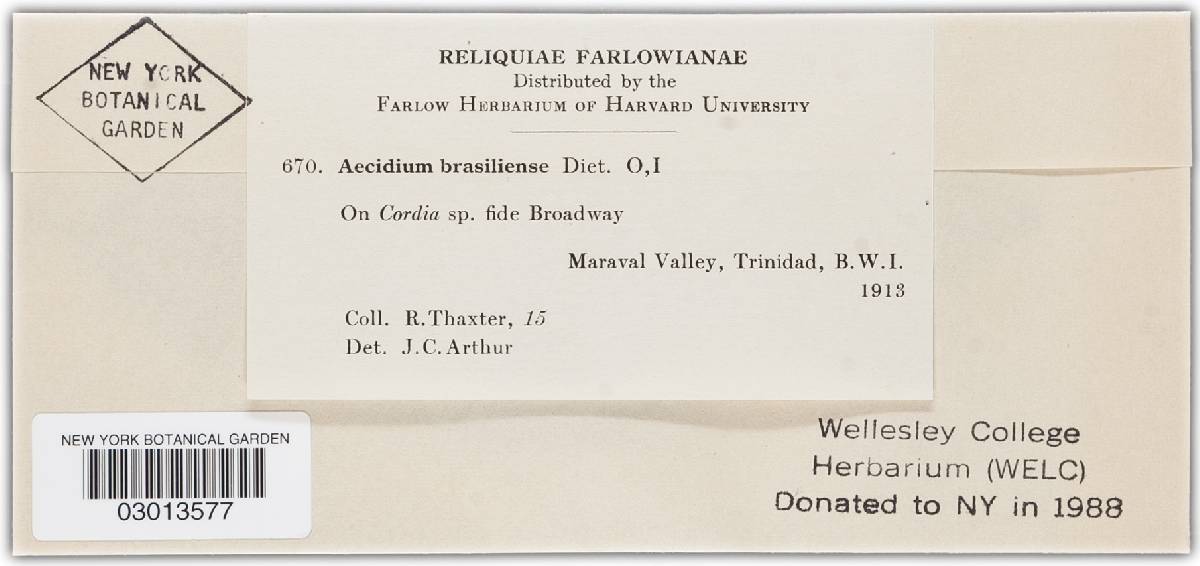 NEW YORK
BOTANICAL
GARDEN
RELIQUIAE FARLOWIANAE
Distributed by the
FARLOW HERBARIUM OF HARVARD UNIVERSITY
670. Aecidium brasiliense Diet. O,I
On Cordia sp. fide Broadway
Maraval Valley, Trinidad, B.W.I.
1913
Coll. R.Thaxter, 15
Det. J.C.Arthur
NEW YORK BOTANICAL GARDEN
03013577
Wellesley College
Herbarium (WELC)
Donated to NY in 1988